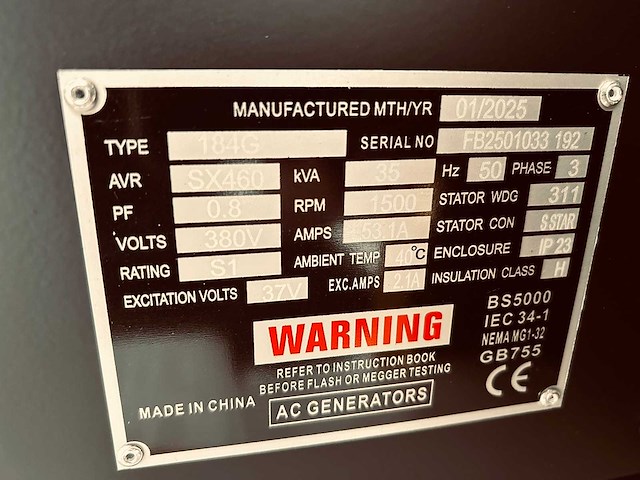 MANUFACTURED MTH/YR 01/2025
TYPE 184G SERIAL NO FB2501033 192
AVR SX460 kVA 35 Hz 50 PHASE 3
PF 0.8 RPM 1500 STATOR WDG 311
VOLTS 380V AMPS 53.1A STATOR CON S-STAR
RATING S1 AMBIENT TEMP 40°C ENCLOSURE IP 23
EXCITATION VOLTS 37V EXC.AMPS 2.1A INSULATION CLASS H
WARNING
REFER TO INSTRUCTION BOOK
BEFORE FLASH OR MEGGER TESTING
BS5000
IEC 34-1
NEMA MG1-32
GB755
CE
MADE IN CHINA AC GENERATORS